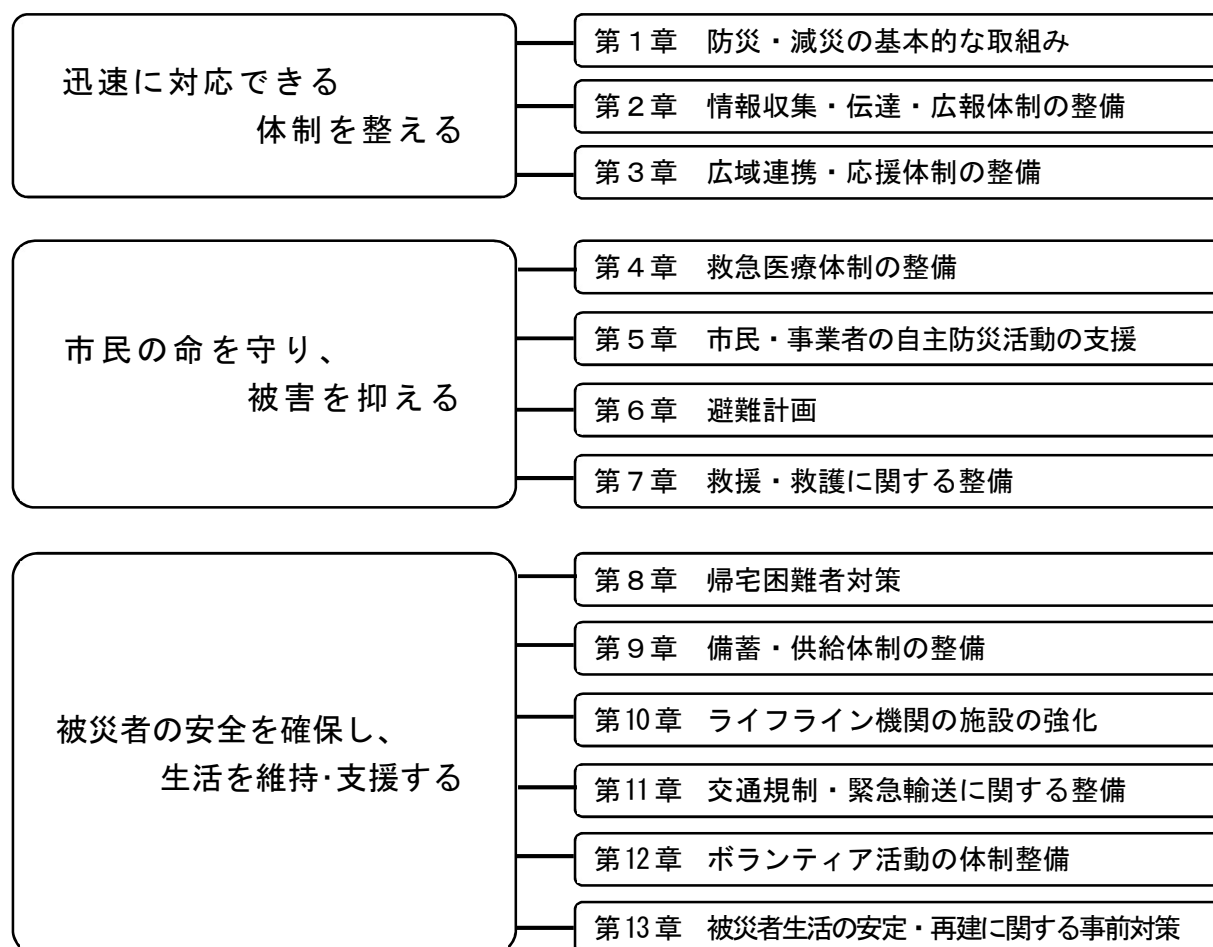 迅速に対応できる
体制を整える
第１章　防災・減災の基本的な取組み
第２章　情報収集・伝達・広報体制の整備
第３章　広域連携・応援体制の整備
市民の命を守り、
被害を抑える
第４章　救急医療体制の整備
第５章　市民・事業者の自主防災活動の支援
第６章　避難計画
第７章　救援・救護に関する整備
被災者の安全を確保し、
生活を維持･支援する
第８章　帰宅困難者対策
第９章　備蓄・供給体制の整備
第10章　ライフライン機関の施設の強化
第11章　交通規制・緊急輸送に関する整備
第12章　ボランティア活動の体制整備
第13章　被災者生活の安定・再建に関する事前対策